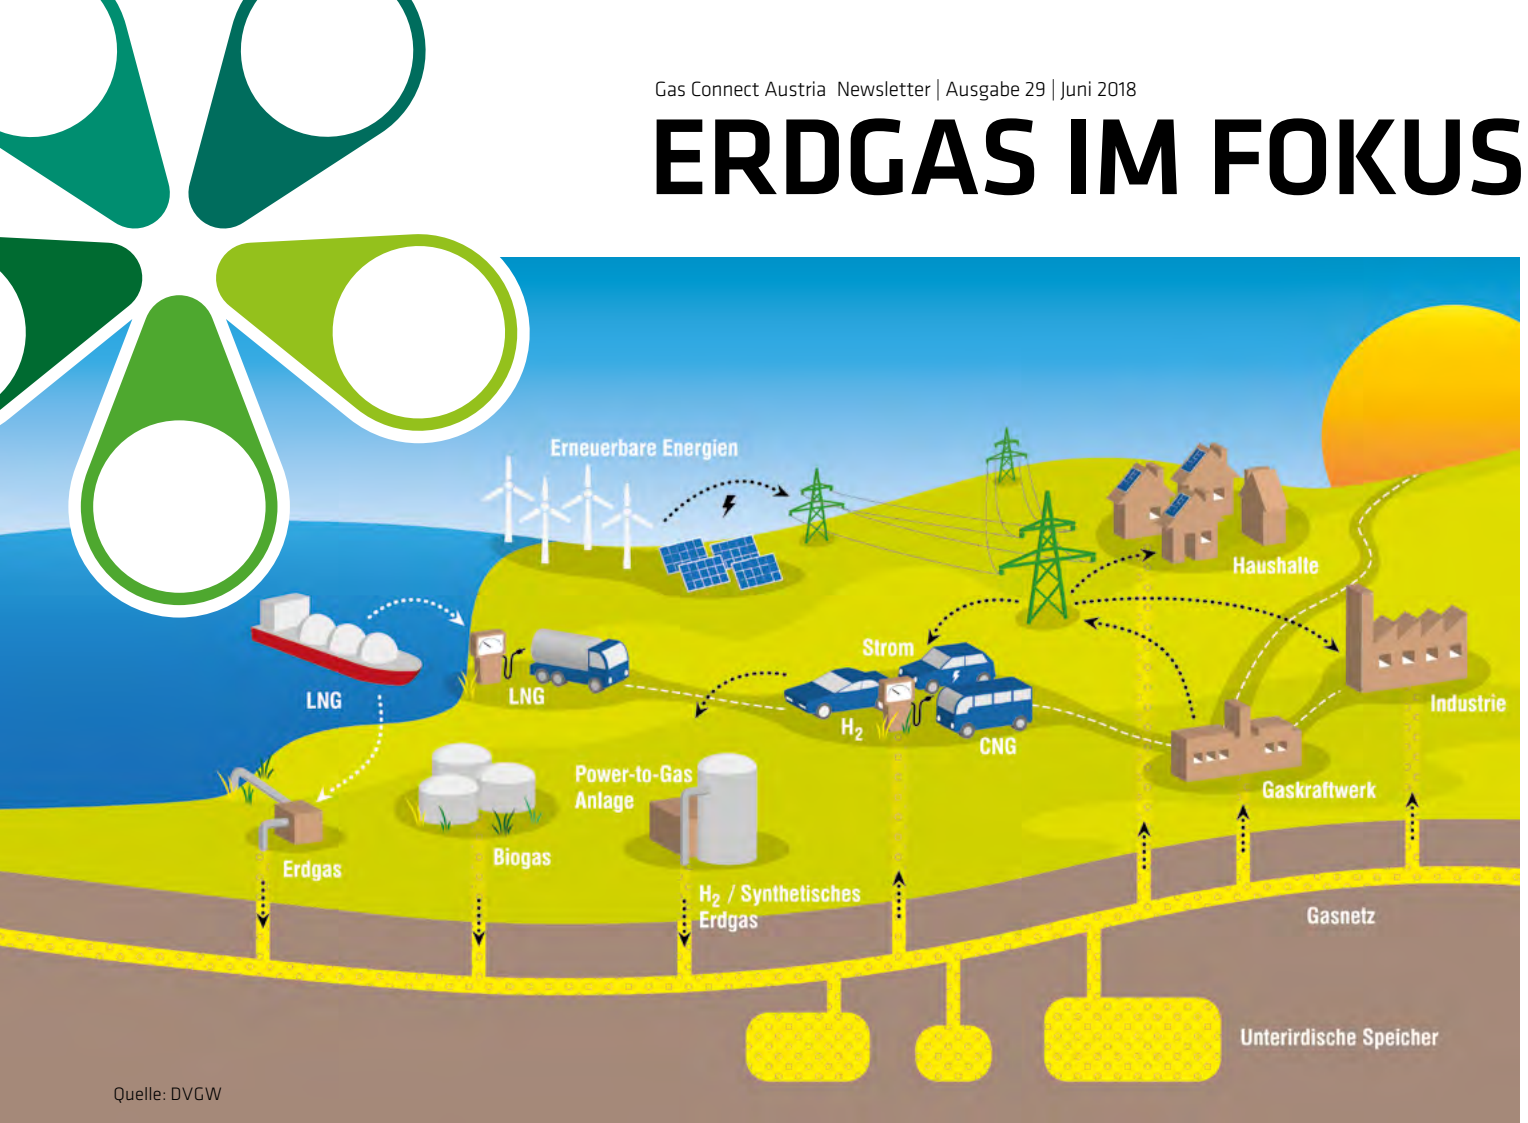 Gas Connect Austria Newsletter | Ausgabe 29 | Juni 2018
ERDGAS IM FOKUS
Erneuerbare Energien
Haushalte
Strom
LNG
LNG
H₂
CNG
Industrie
Power-to-Gas
Anlage
Gaskraftwerk
Erdgas
Biogas
H₂ / Synthetisches
Erdgas
Gasnetz
Unterirdische Speicher
Quelle: DVGW